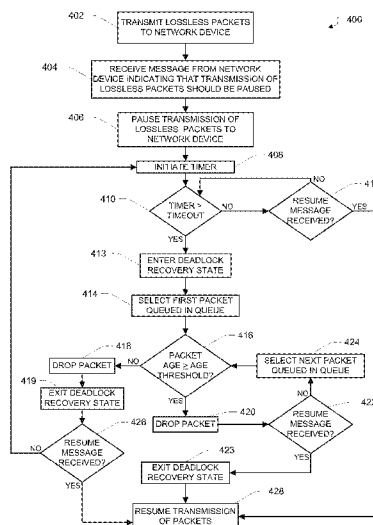 400
402
TRANSMIT LOSSLESS PACKETS
TO NETWORK DEVICE
404
RECEIVE MESSAGE FROM NETWORK
DEVICE INDICATING THAT TRANSMISSION OF
LOSSLESS PACKETS SHOULD BE PAUSED
406
PAUSE TRANSMISSION OF
LOSSLESS PACKETS TO
NETWORK DEVICE
INITIATE TIMER
408
410
TIMER >
TIMEOUT
NO
YES
NO
RESUME
MESSAGE
RECEIVED?
YES
413
ENTER DEADLOCK
RECOVERY STATE
414
SELECT FIRST PACKET
QUEUED IN QUEUE
416
PACKET
AGE ≥ AGE
THRESHOLD?
NO
YES
418
DROP PACKET
419
EXIT DEADLOCK
RECOVERY STATE
426
RESUME
MESSAGE
RECEIVED?
NO
YES
DROP PACKET
420
424
SELECT NEXT PACKET
QUEUED IN QUEUE
NO
RESUME
MESSAGE
RECEIVED?
YES
423
EXIT DEADLOCK
RECOVERY STATE
428
RESUME TRANSMISSION
OF PACKETS